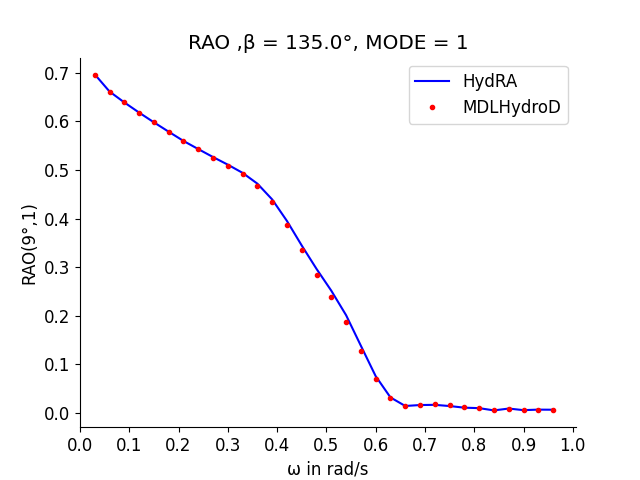 RAO ,β = 135.0°, MODE = 1
HydRA
MDLHydroD
RAO(9°,1)
0.7
0.6
0.5
0.4
0.3
0.2
0.1
0.0
0.0 0.1 0.2 0.3 0.4 0.5 0.6 0.7 0.8 0.9 1.0
ω in rad/s